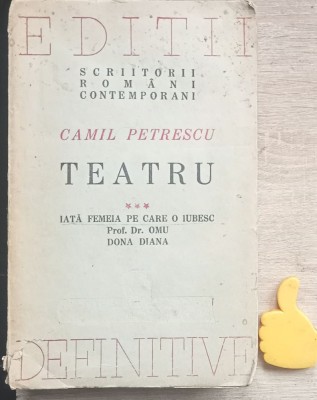 EDITII
SCRIITORII
ROMÂNI
CONTEMPORANI
CAMIL PETRESCU
TEATRU
***
IATĂ FEMEIA PE CARE O IUBESC
Prof. Dr. OMU
DONA DIANA
DEFINITIVE